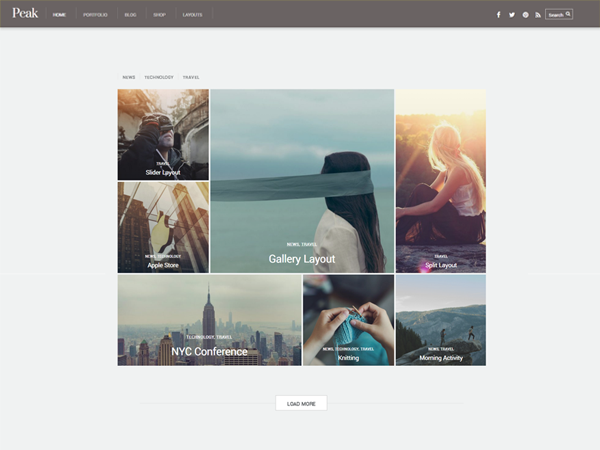 Peak HOME PORTFOLIO BLOG SHOP LAYOUTS Search
NEWS TECHNOLOGY TRAVEL
TRAVEL
Slider Layout
NEWS, TECHNOLOGY
Apple Store
NEWS, TRAVEL
Gallery Layout
TRAVEL
Split Layout
TECHNOLOGY, TRAVEL
NYC Conference
NEWS, TECHNOLOGY, TRAVEL
Knitting
NEWS, TRAVEL
Morning Activity
LOAD MORE